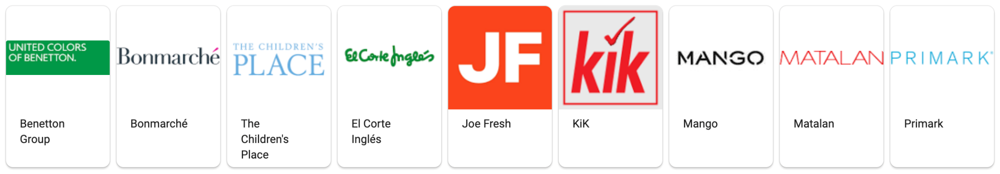 UNITED COLORS
OF BENETTON.
Benetton
Group
Bonmarché
Bonmarché
THE CHILDREN'S
PLACE
The
Children's
Place
El Corte Inglés
El Corte
Inglés
JF
Joe Fresh
kik
KiK
MANGO
Mango
MATALAN
Matalan
PRIMARK®
Primark